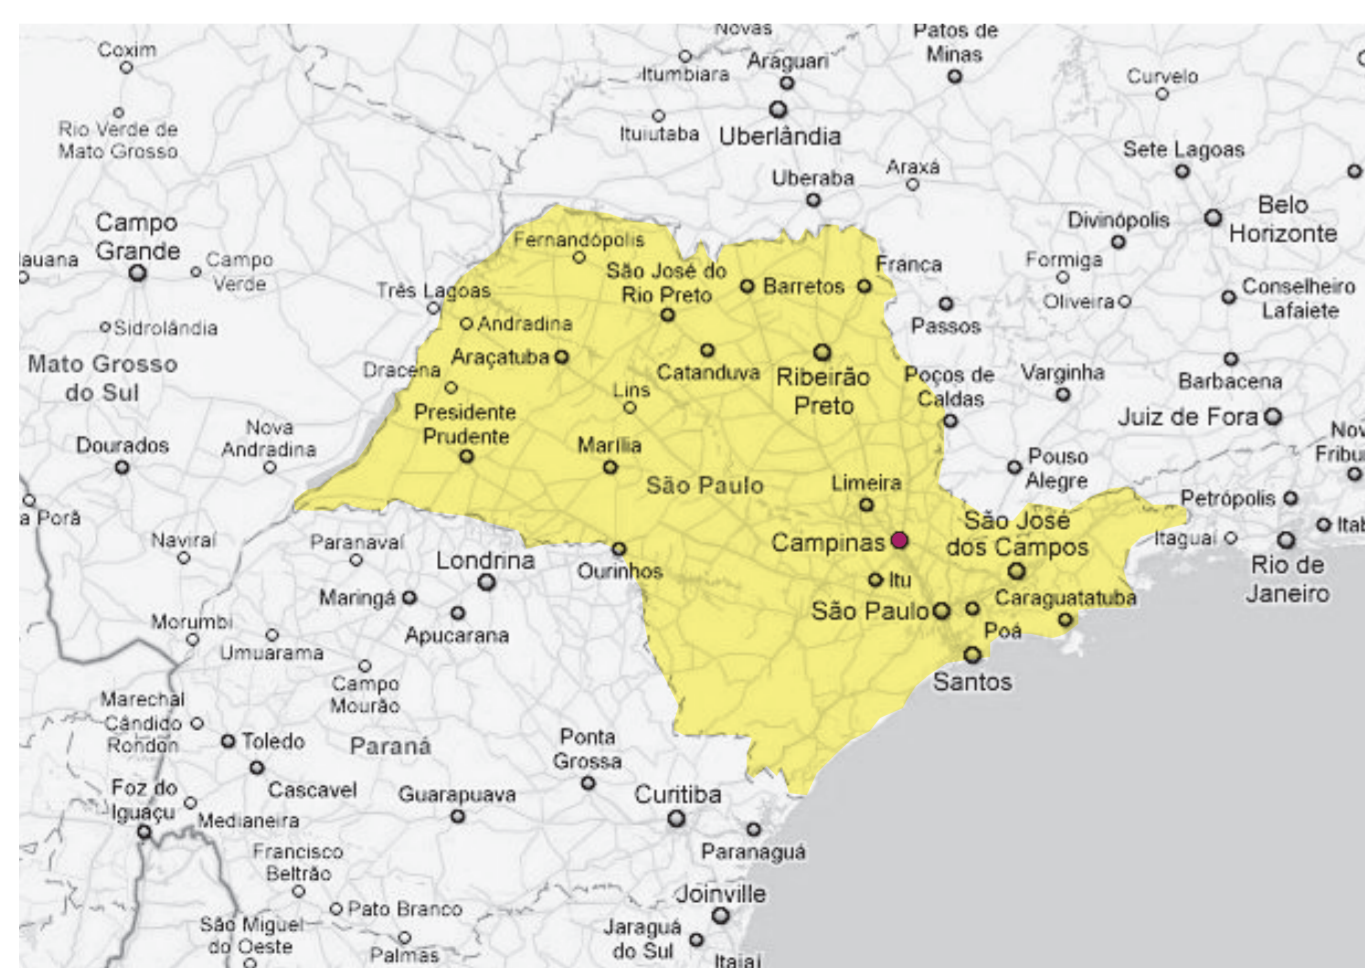 Novas
Patos de
Minas
Coxim
Araguari
Itumbiara
Curvelo
Rio Verde de
Mato Grosso
Ituiutaba
Uberlândia
Sete Lagoas
Araxá
Uberaba
Belo
Horizonte
Divinópolis
Campo
Grande
Fernandópolis
lauana
Campo
Verde
São José do
Rio Preto
Barretos
Franca
Formiga
Oliveira
Conselheiro
Lafaiete
Três Lagoas
Sidrolândia
Andradina
Passos
Mato Grosso
do Sul
Araçatuba
Dracena
Catanduva
Ribeirão
Preto
Poços de
Caldas
Varginha
Barbacena
Lins
Presidente
Prudente
Juiz de Fora
Nova
Andradina
Dourados
Marília
Nov
Fribu
Pouso
Alegre
São Paulo
Limeira
Petrópolis
a Porã
São José
dos Campos
Itab
Naviraí
Paranavaí
Campinas
Itaguaí
Londrina
Ourinhos
Itu
Rio de
Janeiro
Maringá
Caraguatatuba
São Paulo
Morumbi
Apucarana
Poá
Umuarama
Santos
Campo
Mourão
Marechal
Cândido
Rondon
Toledo
Paraná
Ponta
Grossa
Foz do
Iguaçu
Cascavel
Guarapuava
Curitiba
Medianeira
Paranaguá
Francisco
Beltrão
Joinville
Pato Branco
São Miguel
do Oeste
Jaraguá
do Sul
Palmas
Itajaí